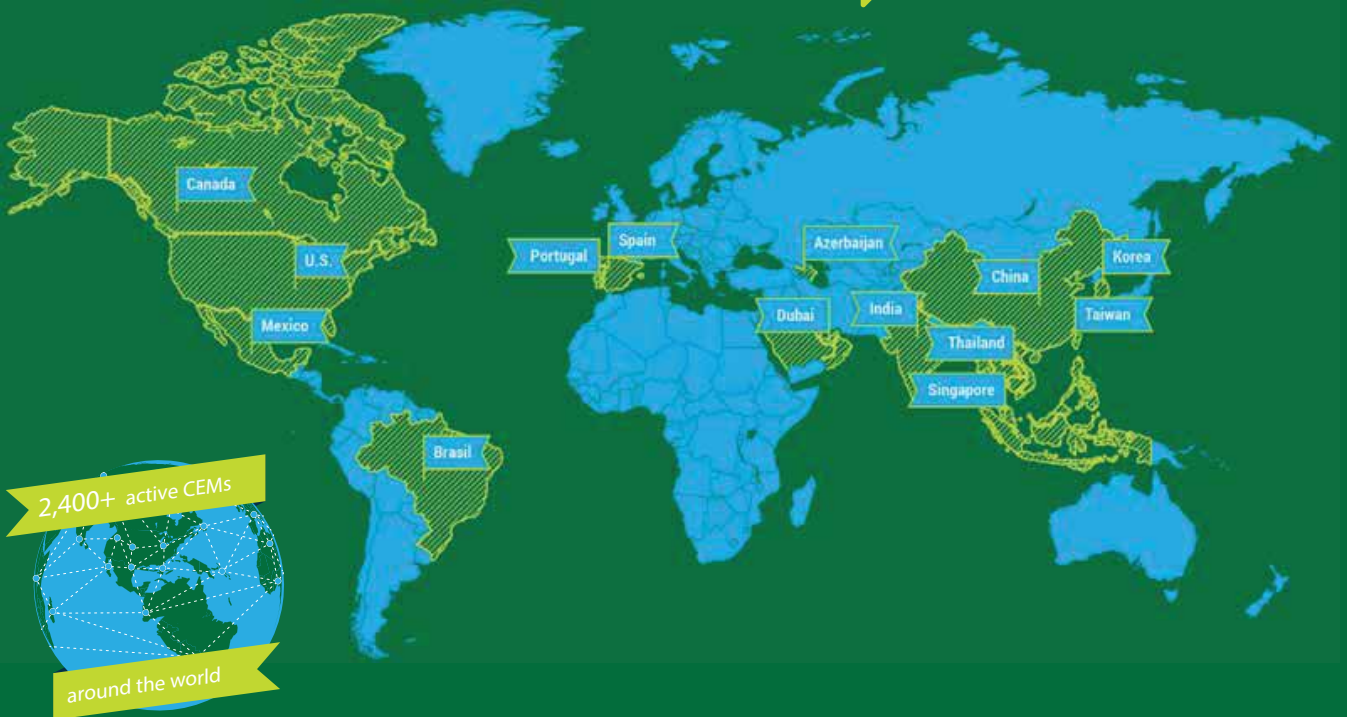 Canada
U.S.
Mexico
Brasil
Portugal
Spain
Azerbaijan
Dubai
India
China
Korea
Taiwan
Thailand
Singapore
2,400+ active CEMs
around the world